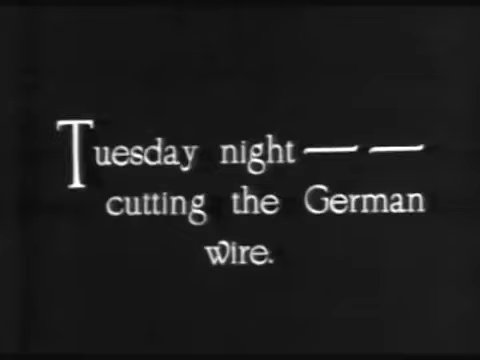 Tuesday night — —
cutting the German
wire.